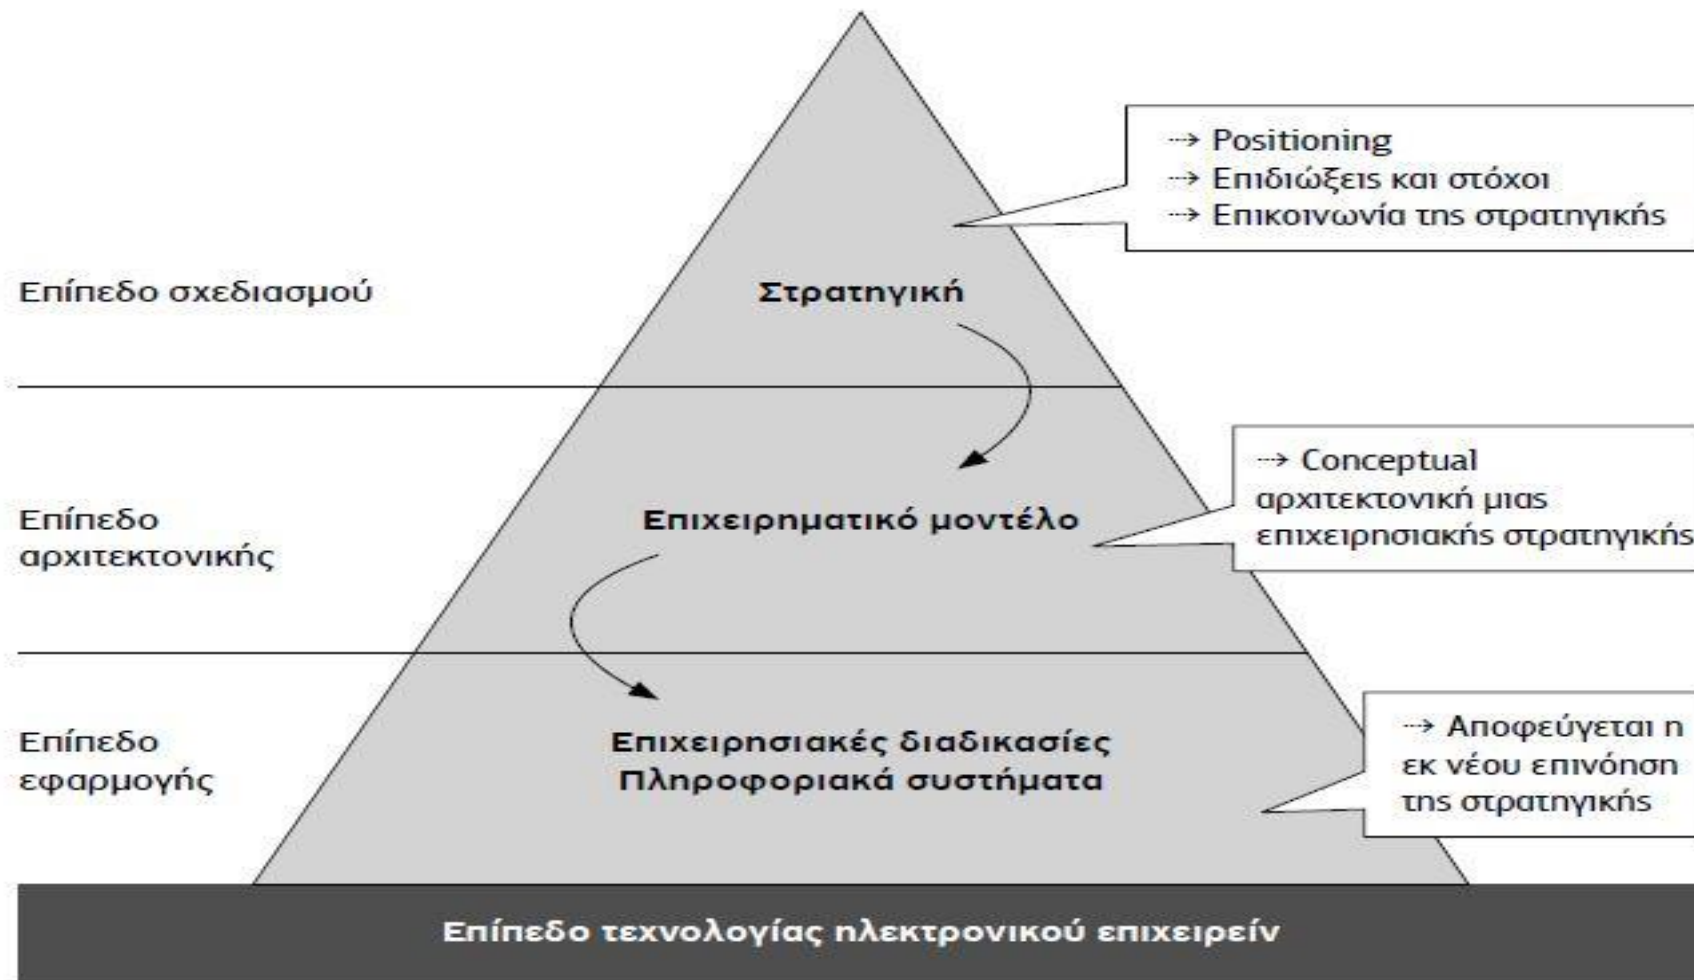 → Positioning
→ Επιδιώξεις και στόχοι
→ Επικοινωνία της στρατηγικής
Επίπεδο σχεδιασμού
Στρατηγική
→ Conceptual
αρχιτεκτονική μιας
επιχειρησιακής στρατηγικής
Επίπεδο
αρχιτεκτονικής
Επιχειρηματικό μοντέλο
→ Αποφεύγεται η
εκ νέου επινόηση
της στρατηγικής
Επίπεδο
εφαρμογής
Επιχειρησιακές διαδικασίες
Πληροφοριακά συστήματα
Επίπεδο τεχνολογίας ηλεκτρονικού επιχειρείν